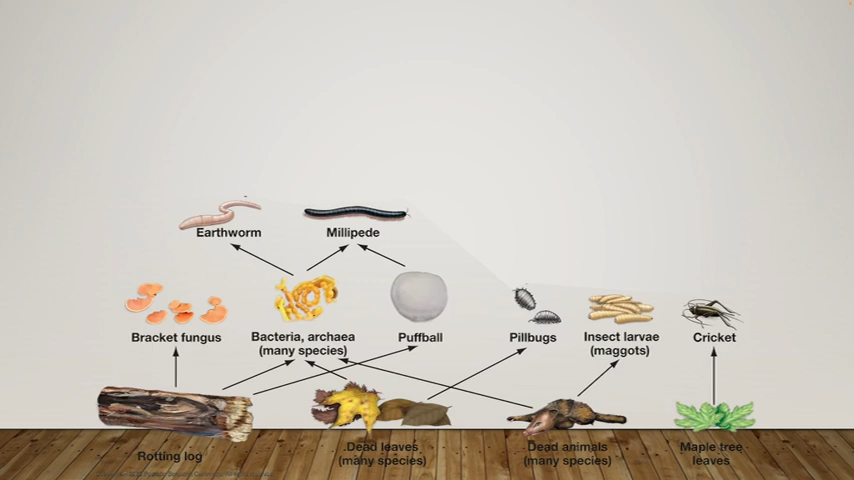 Earthworm
Millipede
Bracket fungus
Bacteria, archaea
(many species)
Puffball
Pillbugs
Insect larvae
(maggots)
Cricket
Rotting log
Dead leaves
(many species)
Dead animals
(many species)
Maple tree
leaves